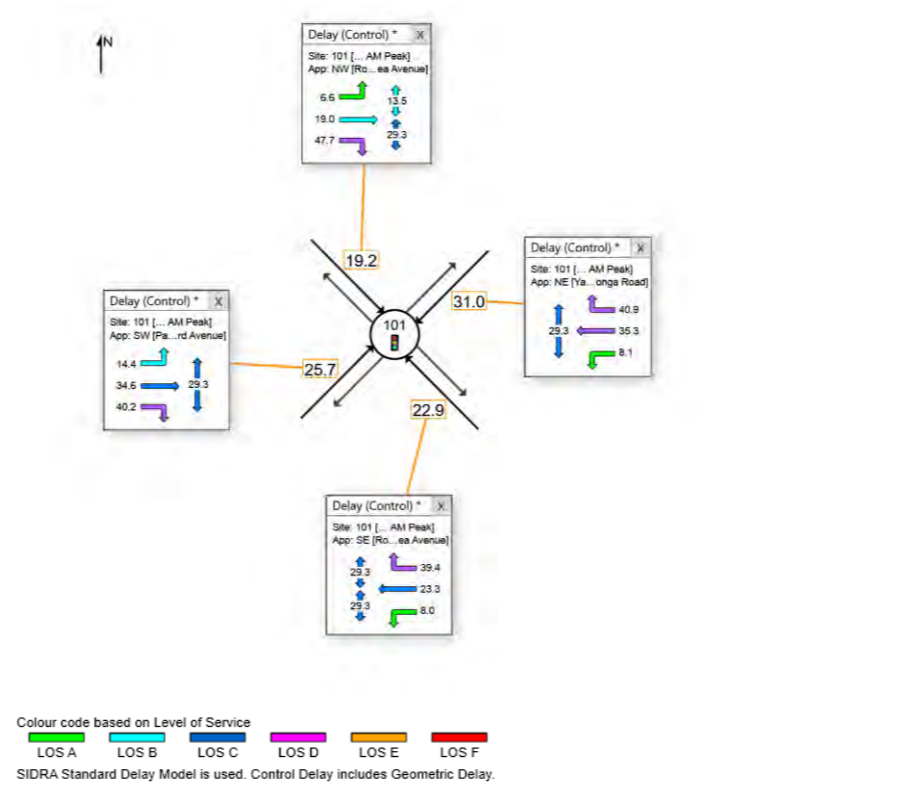 N
Delay (Control) * X
Site: 101 [... AM Peak]
App: NW [Ro...ea Avenue]
6.6
13.5
19.0
29.3
47.7
19.2
Delay (Control) * X
Site: 101 [... AM Peak]
App: NE [Ya...onga Road]
40.9
29.3
35.3
8.1
31.0
101
Delay (Control) * X
Site: 101 [... AM Peak]
App: SW [Pa...rd Avenue]
14.4
34.6
29.3
40.2
25.7
22.9
Delay (Control) * X
Site: 101 [... AM Peak]
App: SE [Ro...ea Avenue]
29.3
39.4
23.3
29.3
8.0
Colour code based on Level of Service
LOS A LOS B LOS C LOS D LOS E LOS F
SIDRA Standard Delay Model is used. Control Delay includes Geometric Delay.